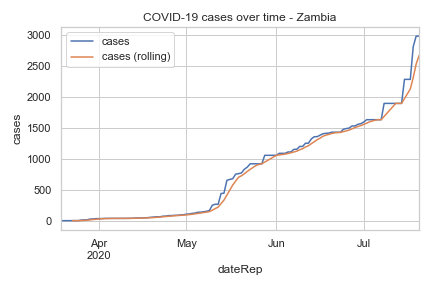 COVID-19 cases over time - Zambia
cases
cases (rolling)
3000
2500
2000
1500
1000
500
0
cases
Apr
2020
May
Jun
Jul
dateRep